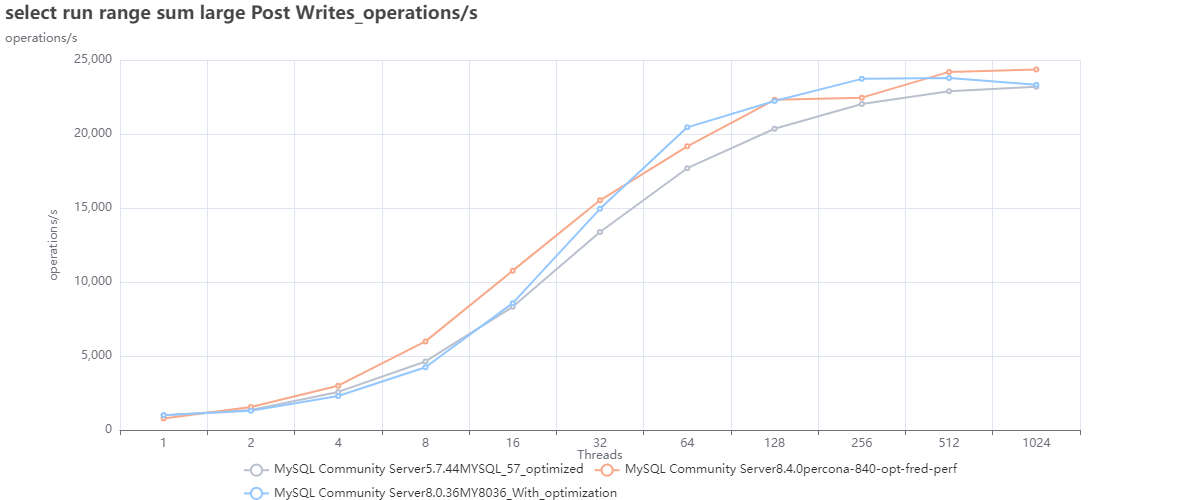 select run range sum large Post Writes_operations/s
operations/s
25,000
20,000
15,000
10,000
5,000
0
operations/s
1 2 4 8 16 32 64 128 256 512 1024
Threads
MySQL Community Server5.7.44MYSQL_57_optimized MySQL Community Server8.4.0percona-840-opt-fred-perf
MySQL Community Server8.0.36MY8036_With_optimization